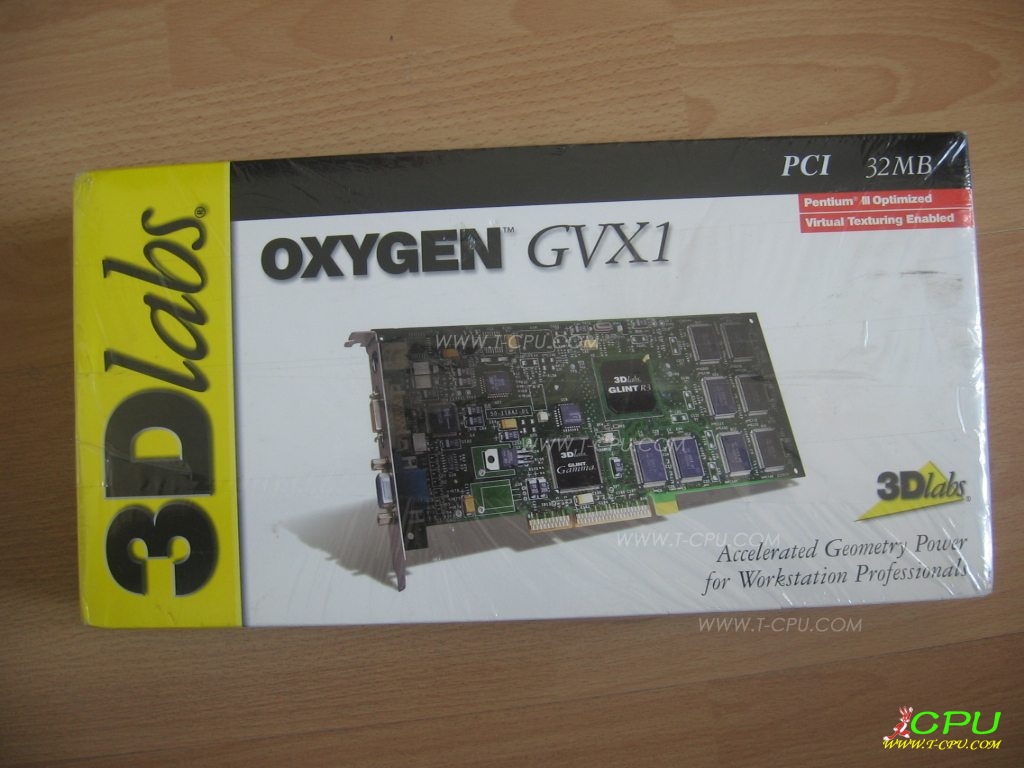 PCI 32MB
Pentium® III Optimized
Virtual Texturing Enabled
3Dlabs®
OXYGEN™ GVX1
WWW.T-CPU.COM
3Dlabs
GLINT R3
WWW.T-CPU.COM
3Dlabs
GLINT
Gamma
3Dlabs®
WWW.T-CPU.COM
Accelerated Geometry Power
for Workstation Professionals
WWW.T-CPU.COM
CPU
WWW.T-CPU.COM